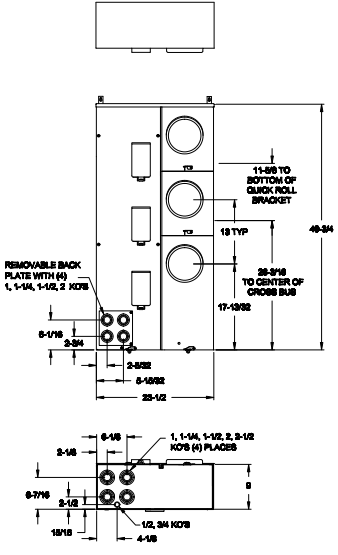 11-5/8 TO
BOTTOM OF
QUICK ROLL
BRACKET
49-3/4
13 TYP
REMOVABLE BACK
PLATE WITH (4)
1, 1-1/4, 1-1/2, 2 KO'S
26-3/16
TO CENTER OF
CROSS BUS
17-13/32
5-1/16
2-3/4
2-5/32
5-15/32
23-1/2
6-1/8
1, 1-1/4, 1-1/2, 2, 2-1/2
KO'S (4) PLACES
2-1/8
6-7/16
2-1/2
9
15/16
1/2, 3/4 KO'S
4-1/8